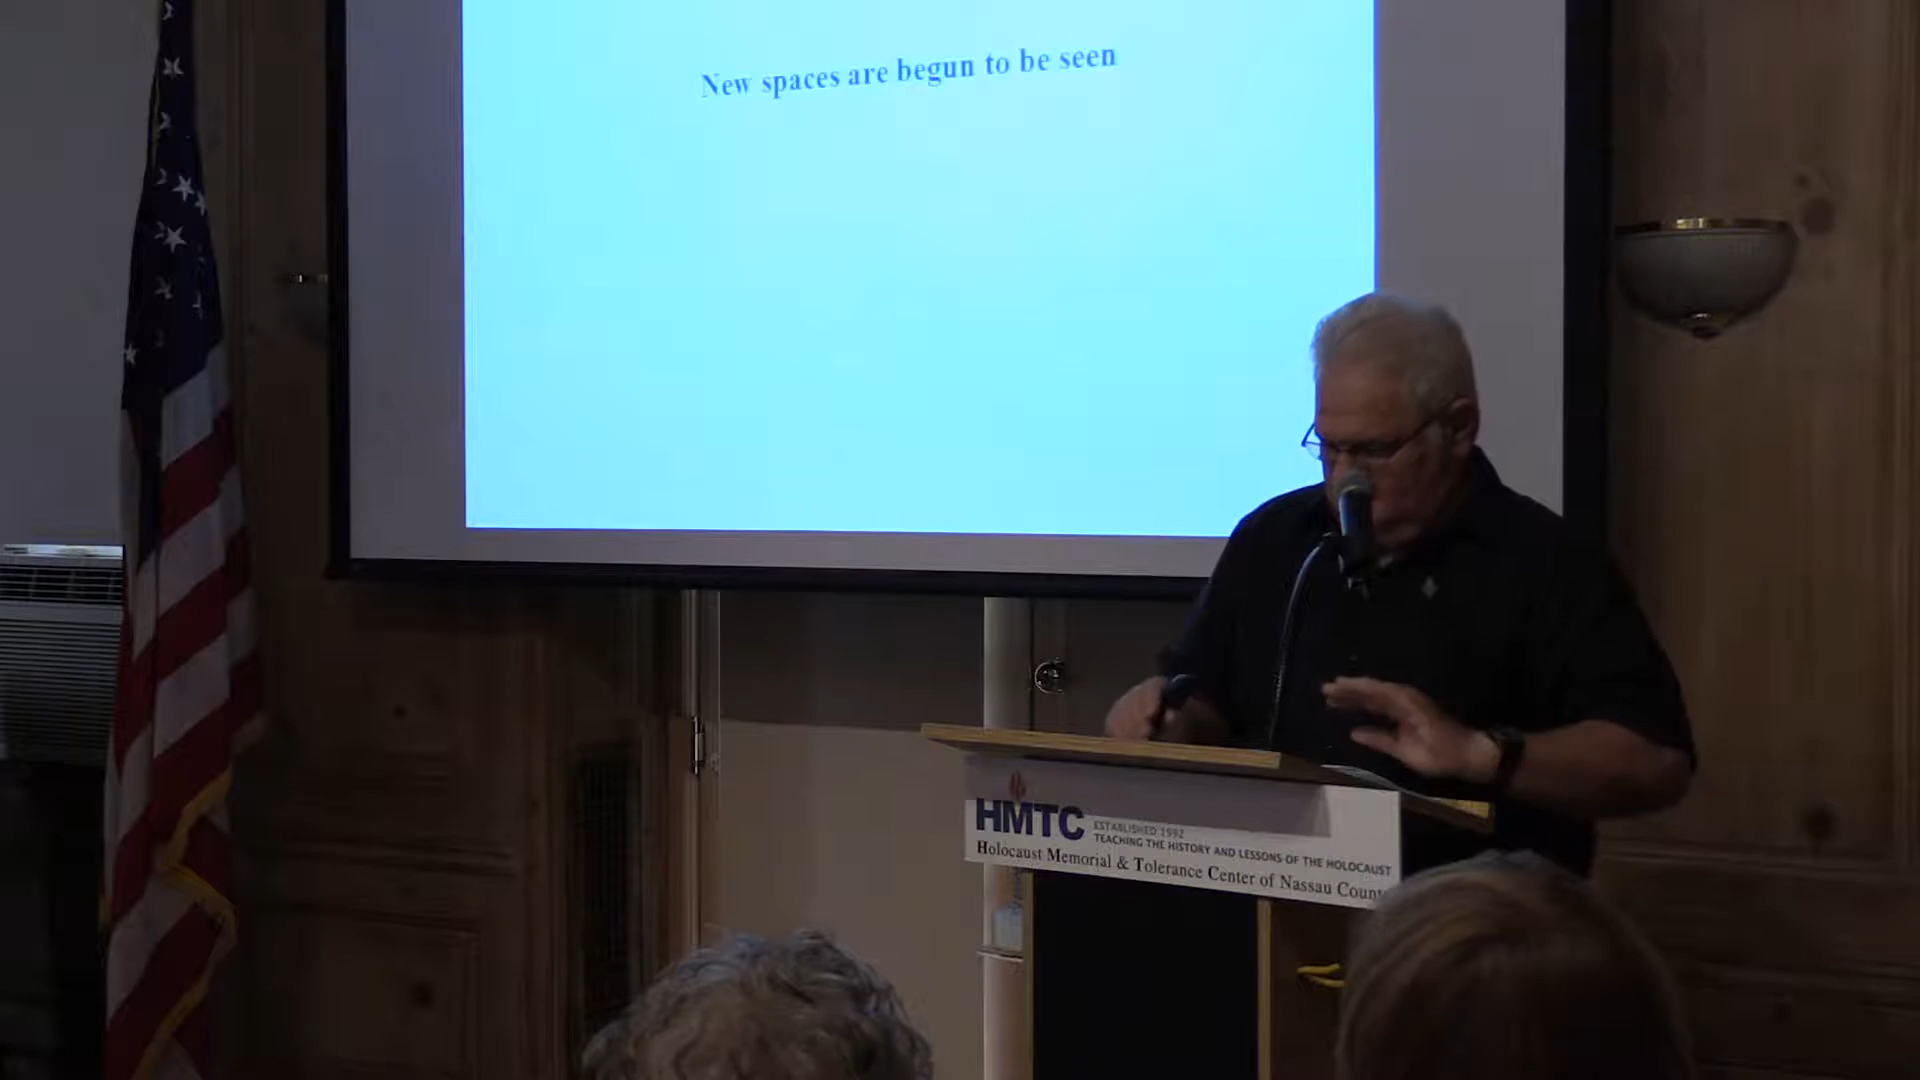 New spaces are begun to be seen
HMTC
ESTABLISHED 1992
TEACHING THE HISTORY AND LESSONS OF THE HOLOCAUST
Holocaust Memorial & Tolerance Center of Nassau Count